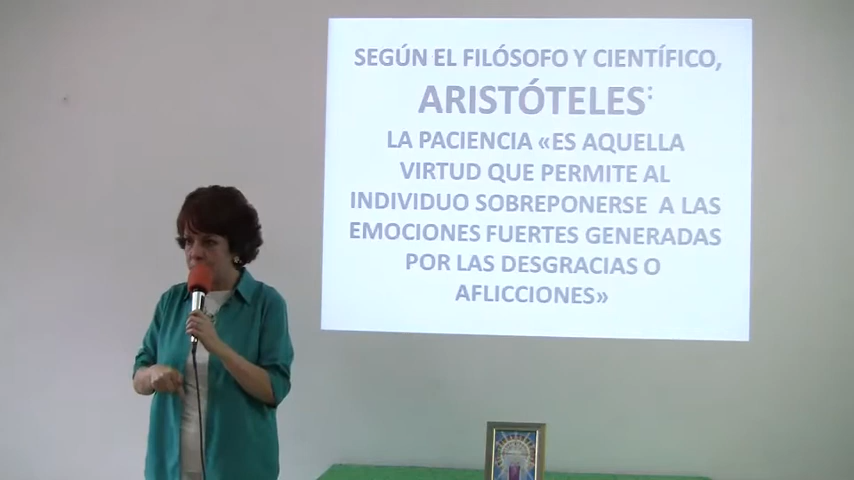 SEGÚN EL FILÓSOFO Y CIENTÍFICO,
ARISTÓTELES:
LA PACIENCIA «ES AQUELLA
VIRTUD QUE PERMITE AL
INDIVIDUO SOBREPONERSE A LAS
EMOCIONES FUERTES GENERADAS
POR LAS DESGRACIAS O
AFLICCIONES»